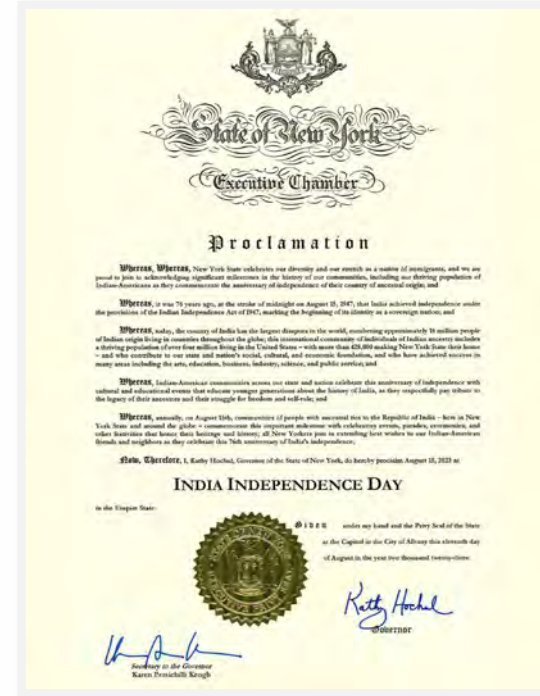 State of New York
Executive Chamber
Proclamation
Whereas, Whereas, New York State celebrates our diversity and our stretch as a nation of immigrants, and we are
proud to join in acknowledging significant milestones in the history of our communities, including our thriving population of
Indian-Americans as they commemorate the anniversary of independence of their country of ancestral origin; and
Whereas, it was 76 years ago, at the stroke of midnight on August 15, 1947, that India achieved independence under
the provisions of the Indian Independence Act of 1947, marking the beginning of its identity as a sovereign nation; and
Whereas, today, the country of India has the largest diaspora in the world, numbering approximately 18 million people
of Indian origin living in countries throughout the globe; this international community of individuals of Indian ancestry includes
a thriving population of over four million living in the United States – with more than 428,000 making New York State their home
– and who contribute to our state and nation's social, cultural, and economic foundation, and who have achieved success in
many areas including the arts, education, business, industry, science, and public service; and
Whereas, Indian-American communities across our state and nation celebrate this anniversary of independence with
cultural and educational events that educate younger generations about the history of India, as they respectfully pay tribute to
the legacy of their ancestors and their struggle for freedom and self-rule; and
Whereas, annually, on August 15th, communities of people with ancestral ties to the Republic of India – here in New
York State and around the globe – commemorate this important milestone with celebratory events, parades, ceremonies, and
other festivities that honor their heritage and history; all New Yorkers join in extending best wishes to our Indian-American
friends and neighbors as they celebrate this 76th anniversary of India's independence;
Now, Therefore, I, Kathy Hochul, Governor of the State of New York, do hereby proclaim August 15, 2023 as
INDIA INDEPENDENCE DAY
in the Empire State.
Given under my hand and the Privy Seal of the State
at the Capitol in the City of Albany this eleventh day
of August in the year two thousand twenty-three.
Kathy Hochul
Governor
Secretary to the Governor
Karen Persichilli Keogh